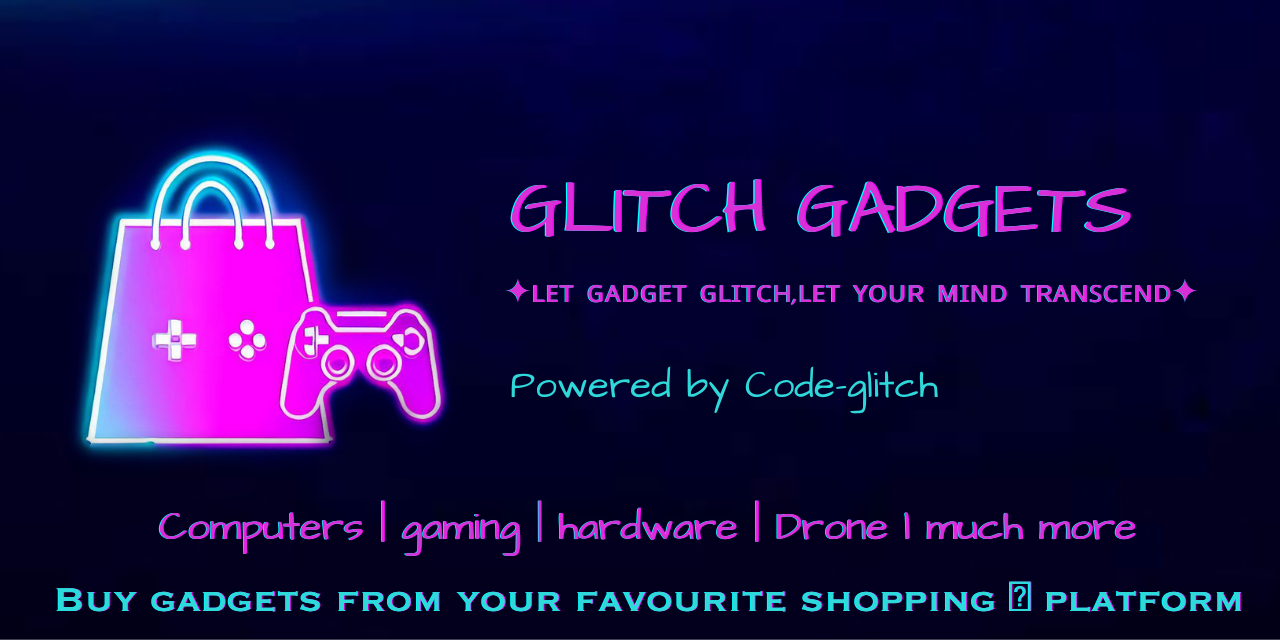 GLITCH GADGETS
✦LET GADGET GLITCH,LET YOUR MIND TRANSCEND✦
Powered by Code-glitch
Computers | gaming | hardware | Drone | much more
BUY GADGETS FROM YOUR FAVOURITE SHOPPING ⍰ PLATFORM